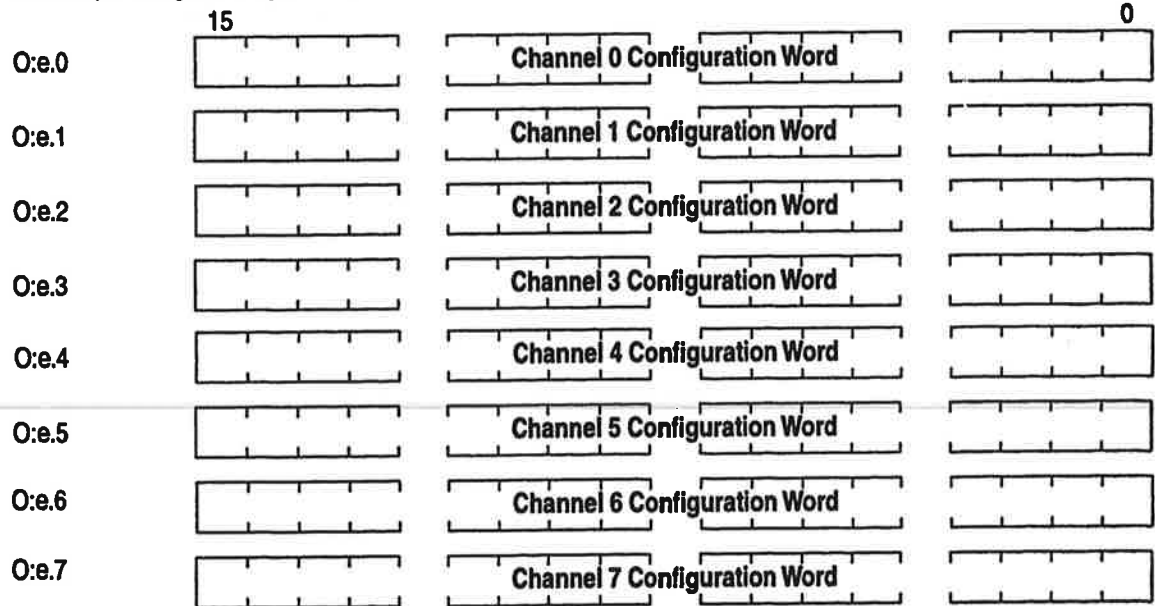 15 0
O:e.0 Channel 0 Configuration Word
O:e.1 Channel 1 Configuration Word
O:e.2 Channel 2 Configuration Word
O:e.3 Channel 3 Configuration Word
O:e.4 Channel 4 Configuration Word
O:e.5 Channel 5 Configuration Word
O:e.6 Channel 6 Configuration Word
O:e.7 Channel 7 Configuration Word